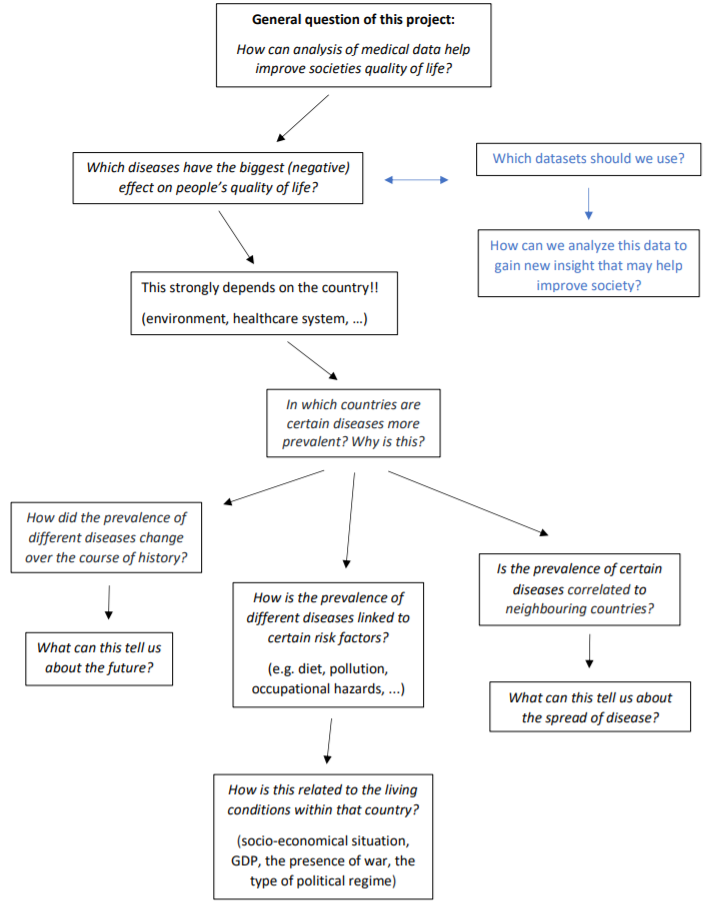 General question of this project:
How can analysis of medical data help
improve societies quality of life?
Which diseases have the biggest (negative)
effect on people's quality of life?
Which datasets should we use?
How can we analyze this data to
gain new insight that may help
improve society?
This strongly depends on the country!!
(environment, healthcare system, ...)
In which countries are
certain diseases more
prevalent? Why is this?
How did the prevalence of
different diseases change
over the course of history?
What can this tell us
about the future?
How is the prevalence of
different diseases linked to
certain risk factors?
(e.g. diet, pollution,
occupational hazards, ...)
How is this related to the living
conditions within that country?
(socio-economical situation,
GDP, the presence of war, the
type of political regime)
Is the prevalence of certain
diseases correlated to
neighbouring countries?
What can this tell us about
the spread of disease?